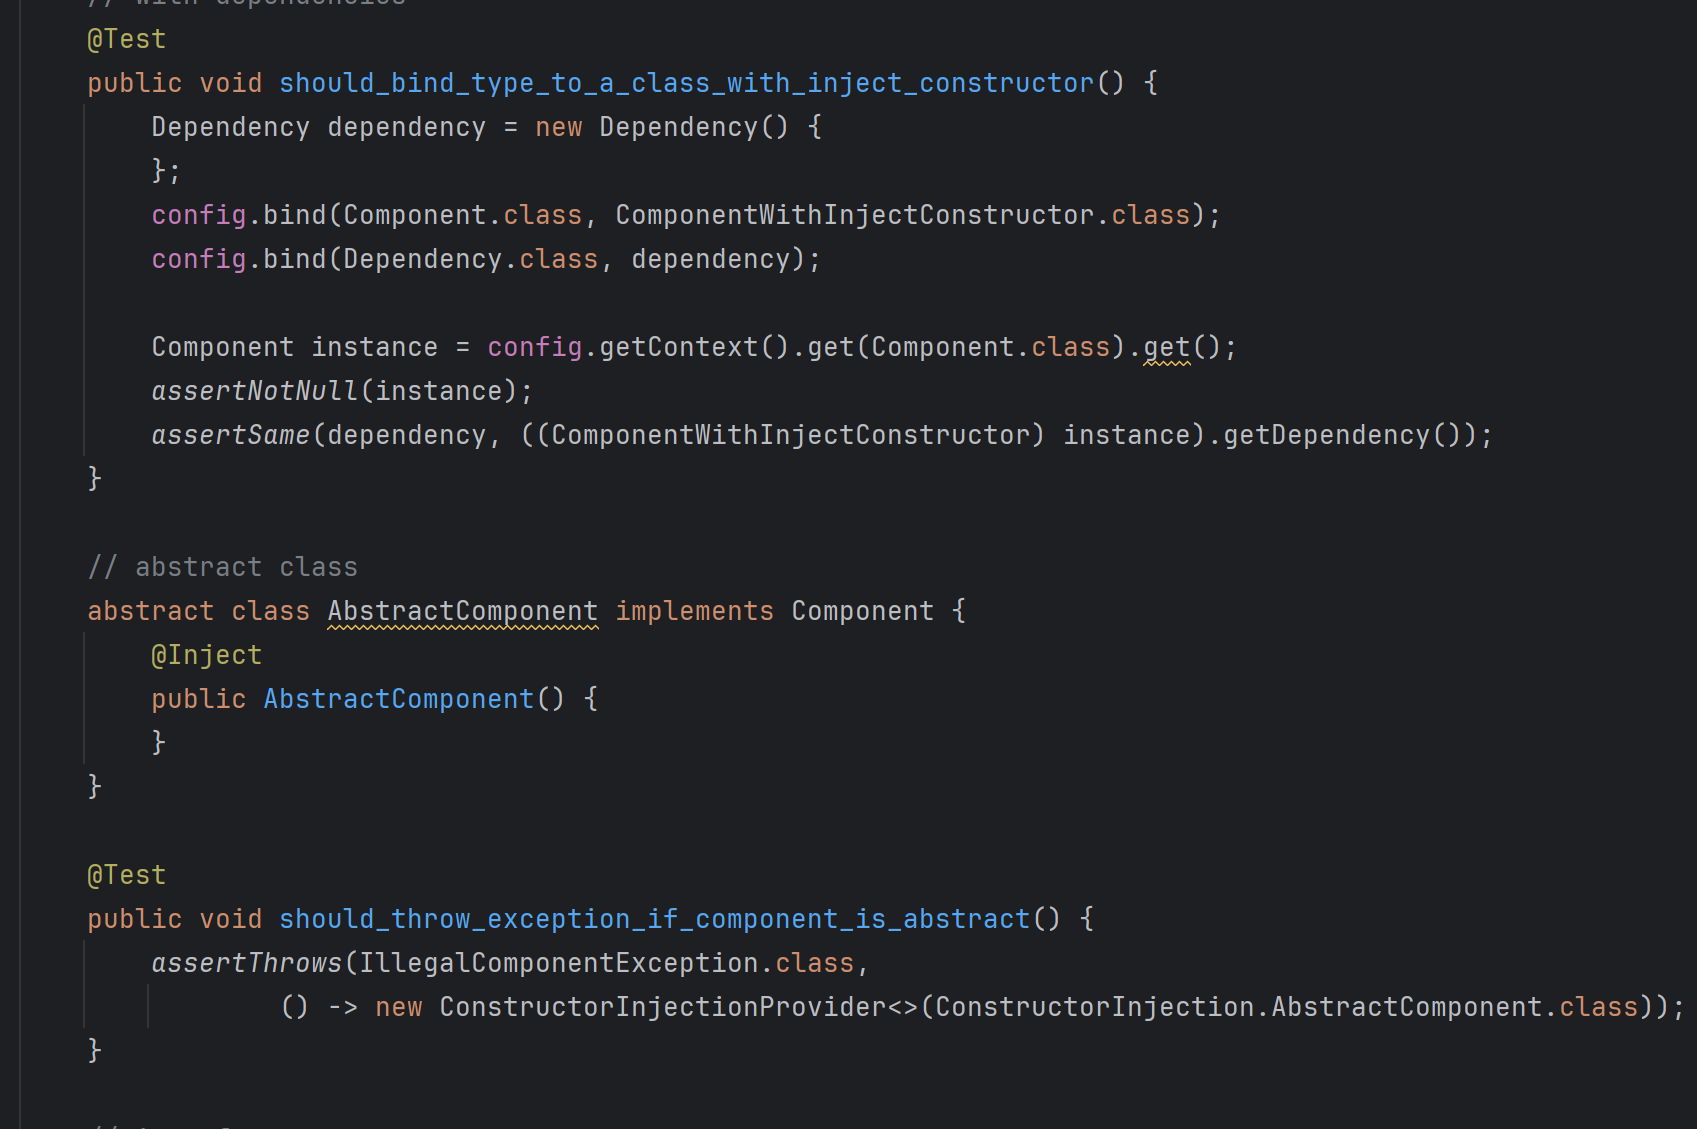 // with dependencies
@Test
public void should_bind_type_to_a_class_with_inject_constructor() {
Dependency dependency = new Dependency() {
};
config.bind(Component.class, ComponentWithInjectConstructor.class);
config.bind(Dependency.class, dependency);
Component instance = config.getContext().get(Component.class).get();
assertNotNull(instance);
assertSame(dependency, ((ComponentWithInjectConstructor) instance).getDependency());
}
// abstract class
abstract class AbstractComponent implements Component {
@Inject
public AbstractComponent() {
}
}
@Test
public void should_throw_exception_if_component_is_abstract() {
assertThrows(IllegalComponentException.class,
() -> new ConstructorInjectionProvider<>(ConstructorInjection.AbstractComponent.class));
}
//